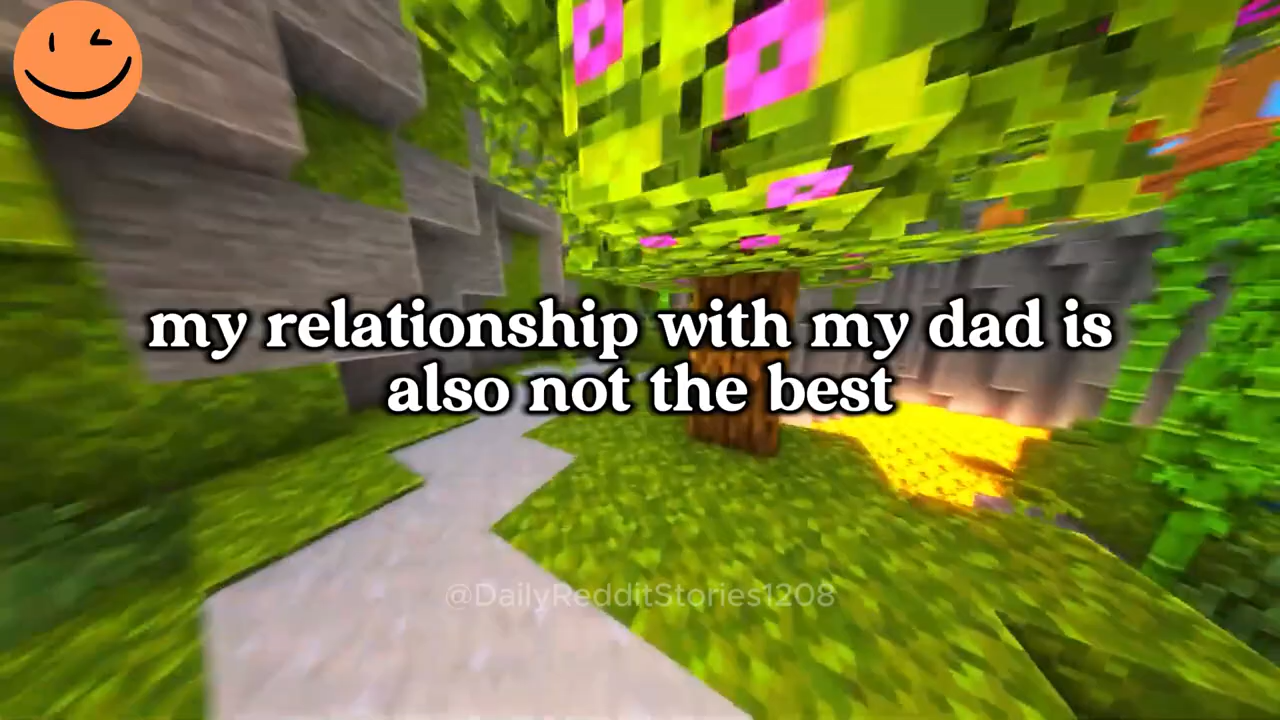 my relationship with my dad is
also not the best
@DailyRedditStories1208